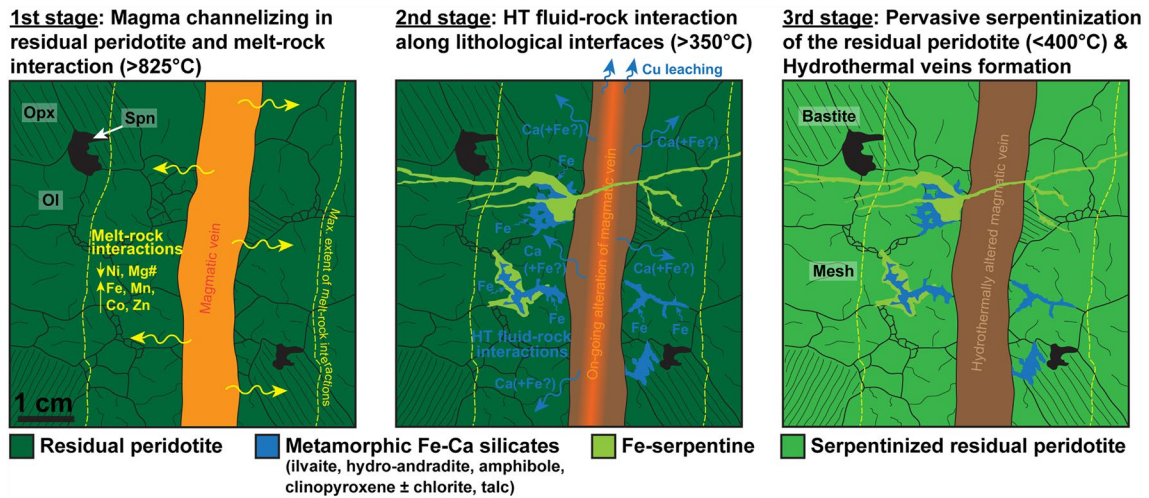 1st stage: Magma channelizing in
residual peridotite and melt-rock
interaction (>825°C)
Opx
Spn
Ol
Melt-rock
interactions
Ni, Mg#
Fe, Mn,
Co, Zn
Magmatic vein
Max. extent of melt-rock interactions
1 cm
2nd stage: HT fluid-rock interaction
along lithological interfaces (>350°C)
Cu leaching
Ca(+Fe?)
Ca(+Fe?)
Fe
Fe
Ca
(+Fe?)
Ca(+Fe?)
Fe
Fe
Fe
Fe
HT fluid-rock
interactions
Ca(+Fe?)
On-going alteration of magmatic vein
3rd stage: Pervasive serpentinization
of the residual peridotite (<400°C) &
Hydrothermal veins formation
Bastite
Mesh
Hydrothermally altered magmatic vein
Residual peridotite
Metamorphic Fe-Ca silicates
(ilvaite, hydro-andradite, amphibole,
clinopyroxene ± chlorite, talc)
Fe-serpentine
Serpentinized residual peridotite